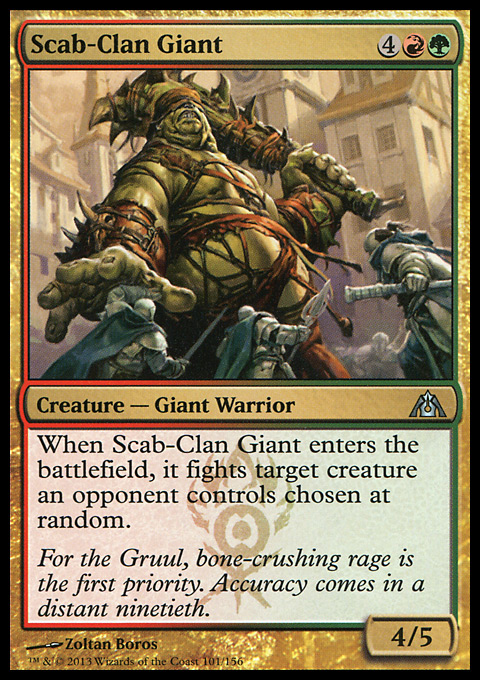 Scab-Clan Giant 4
Creature — Giant Warrior
When Scab-Clan Giant enters the
battlefield, it fights target creature
an opponent controls chosen at
random.
For the Gruul, bone-crushing rage is
the first priority. Accuracy comes in a
distant ninetieth.
Zoltan Boros
4/5
™ & © 2013 Wizards of the Coast 101/156